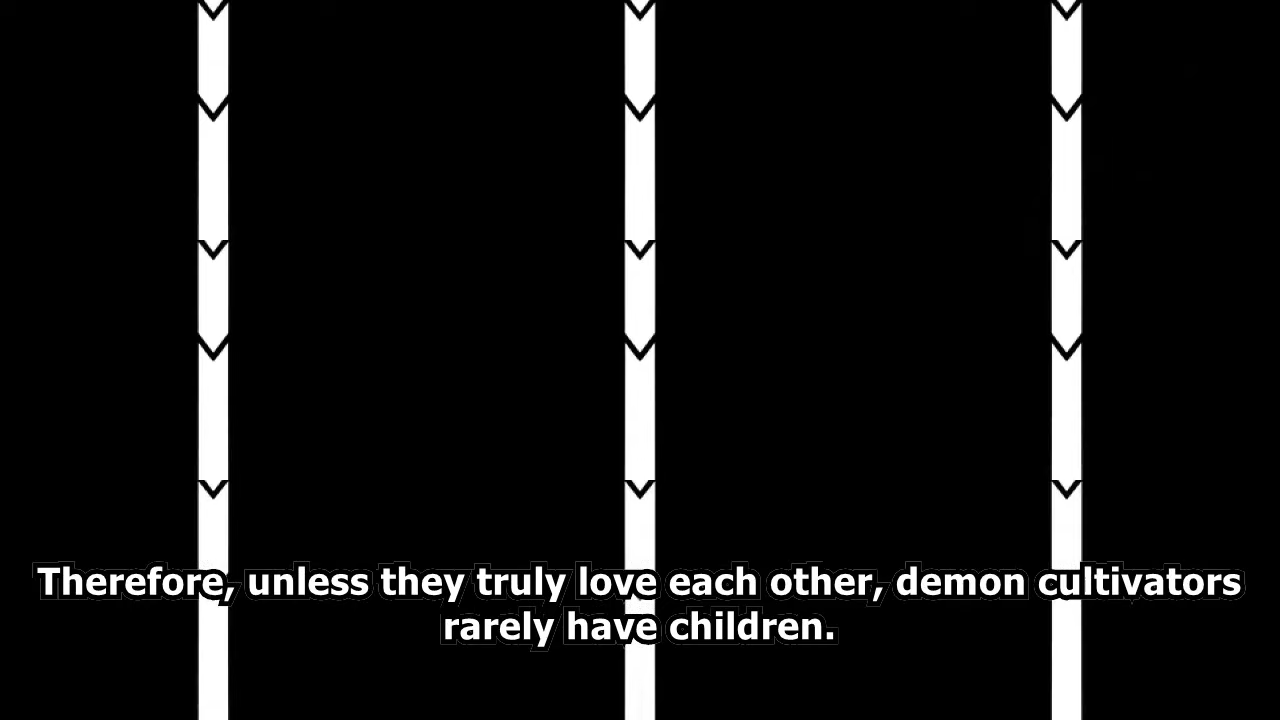 Therefore, unless they truly love each other, demon cultivators
rarely have children.